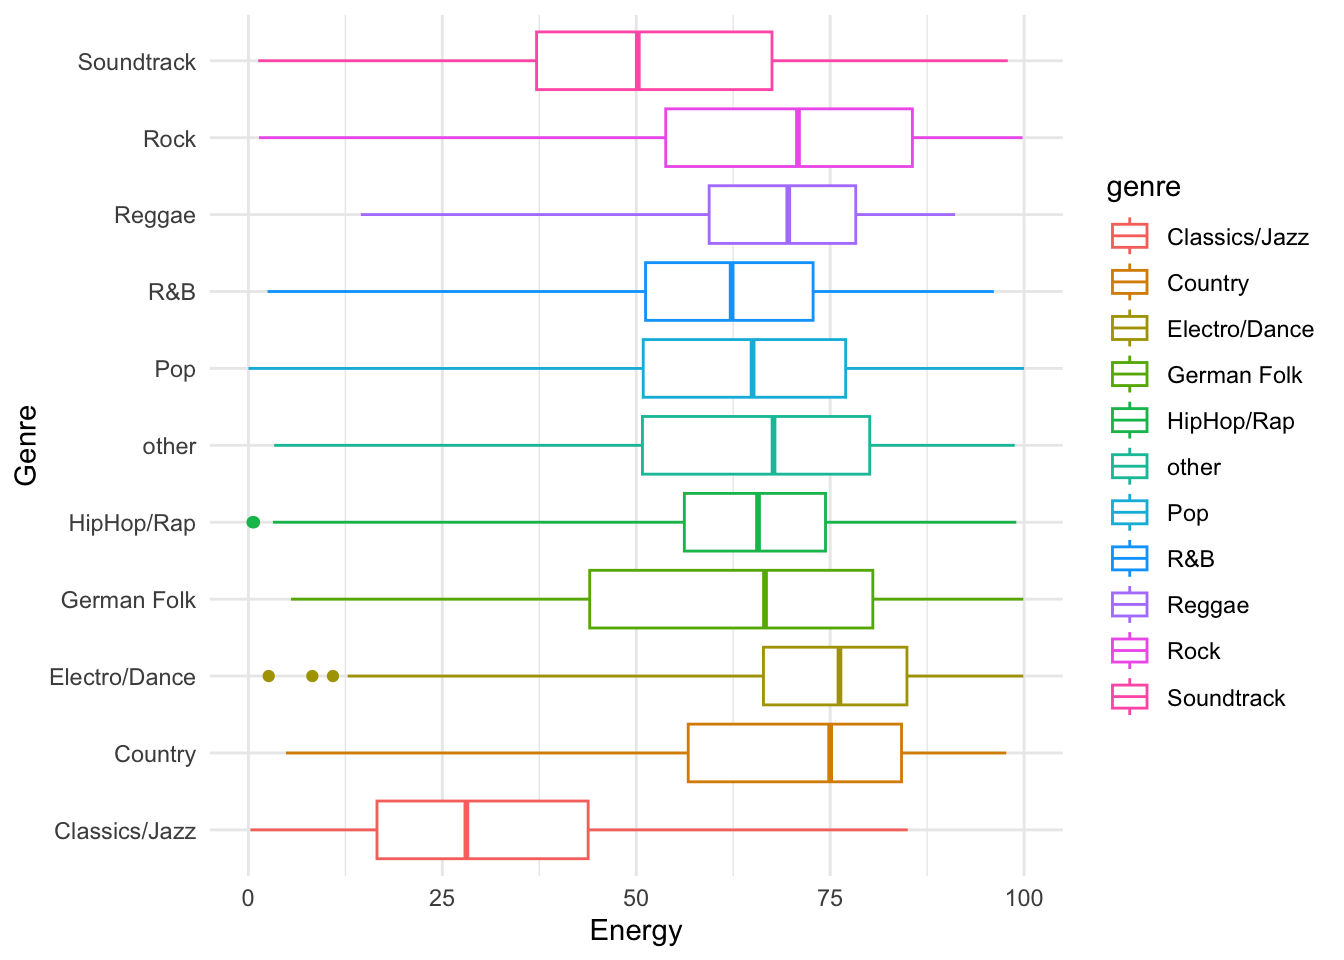 Soundtrack
Rock
Reggae
R&B
Pop
other
HipHop/Rap
German Folk
Electro/Dance
Country
Classics/Jazz
Genre
0 25 50 75 100
Energy
genre
Classics/Jazz
Country
Electro/Dance
German Folk
HipHop/Rap
other
Pop
R&B
Reggae
Rock
Soundtrack